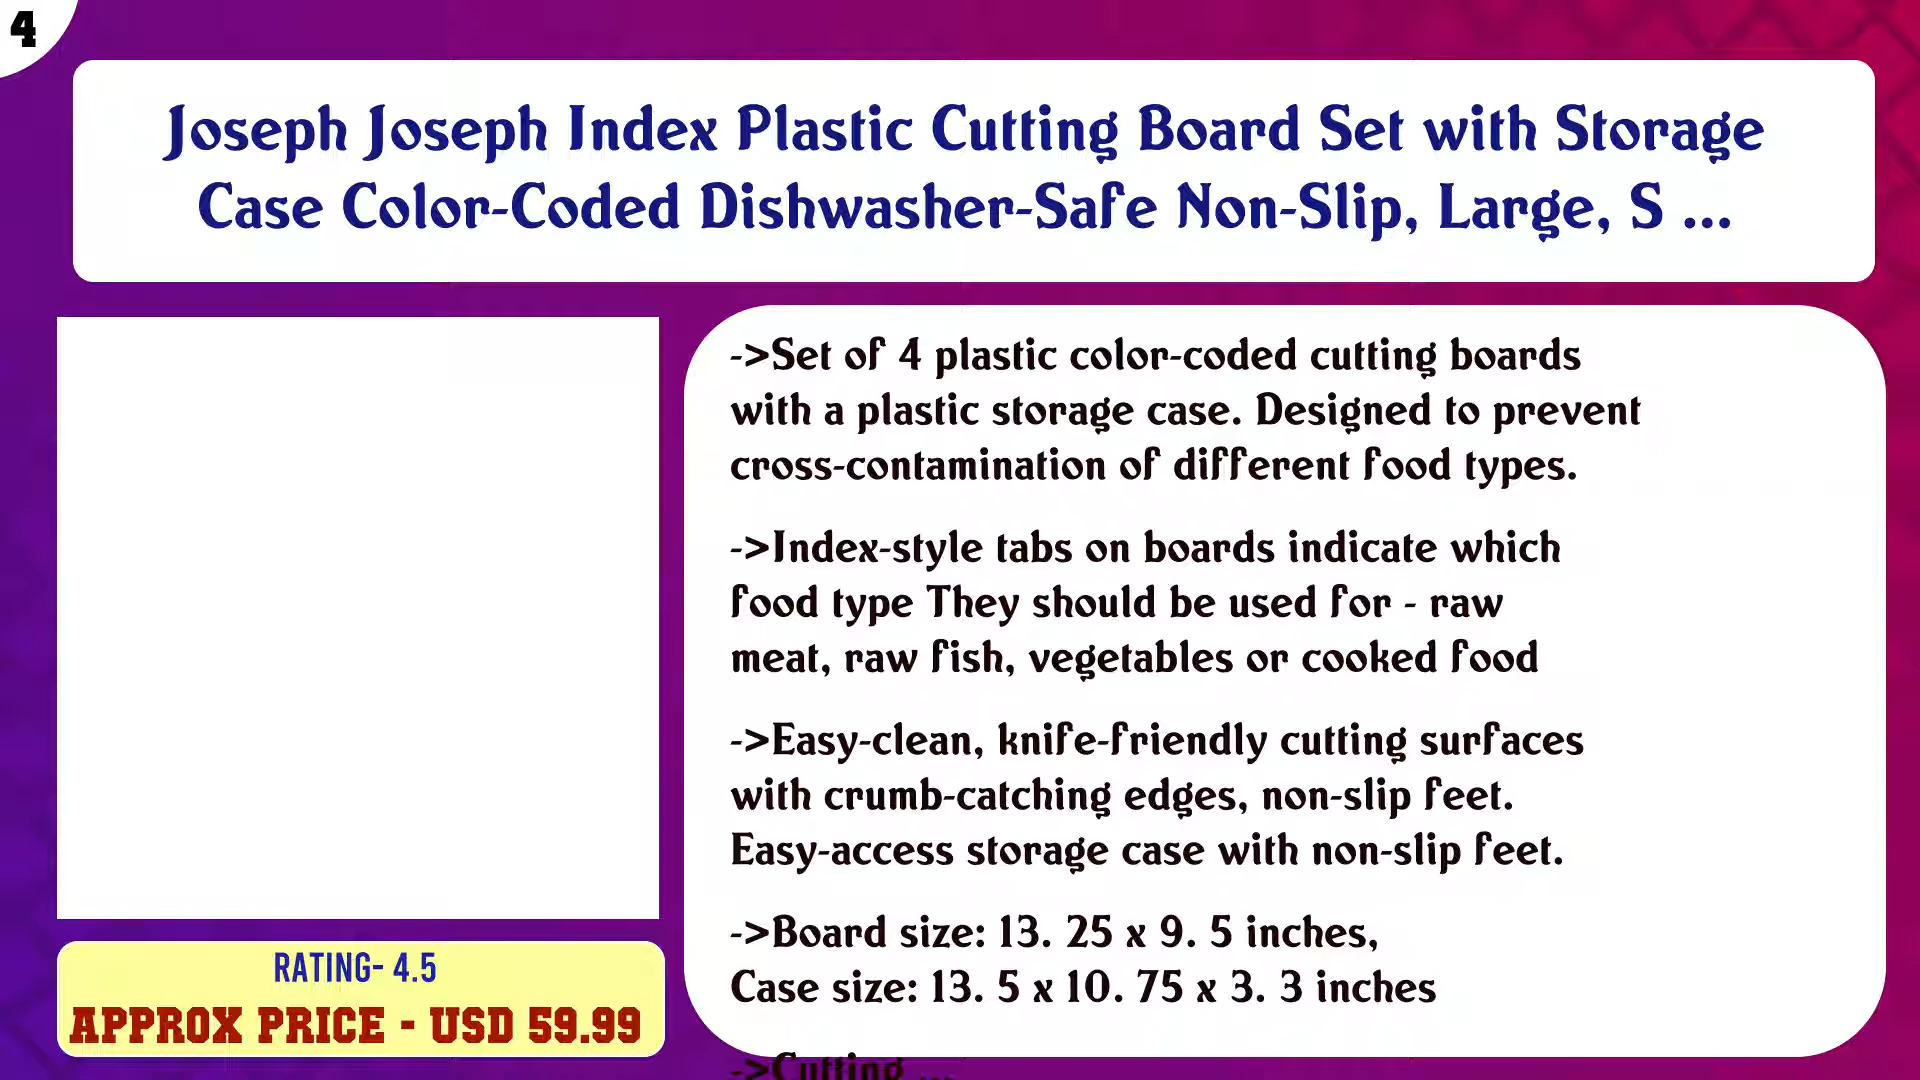 4
Joseph Joseph Index Plastic Cutting Board Set with Storage
Case Color-Coded Dishwasher-Safe Non-Slip, Large, S ...
->Set of 4 plastic color-coded cutting boards
with a plastic storage case. Designed to prevent
cross-contamination of different food types.
->Index-style tabs on boards indicate which
food type They should be used for - raw
meat, raw fish, vegetables or cooked food
->Easy-clean, knife-friendly cutting surfaces
with crumb-catching edges, non-slip feet.
Easy-access storage case with non-slip feet.
->Board size: 13. 25 x 9. 5 inches,
Case size: 13. 5 x 10. 75 x 3. 3 inches
->Cutting ...
RATING- 4.5
APPROX PRICE - USD 59.99